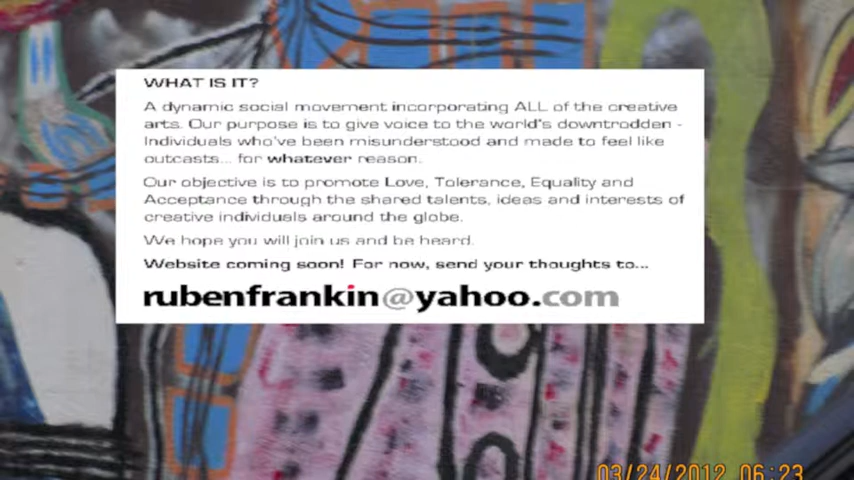 WHAT IS IT?
A dynamic social movement incorporating ALL of the creative
arts. Our purpose is to give voice to the world's downtrodden -
Individuals who've been misunderstood and made to feel like
outcasts... for whatever reason.
Our objective is to promote Love, Tolerance, Equality and
Acceptance through the shared talents, ideas and interests of
creative individuals around the globe.
We hope you will join us and be heard.
Website coming soon! For now, send your thoughts to...
rubenfrankin@yahoo.com
03/24/2012 06:23